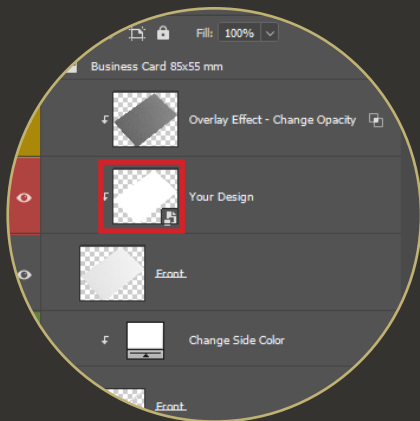 Fill: 100%
Business Card 85x55 mm
Overlay Effect - Change Opacity
Your Design
Front
Change Side Color
Front